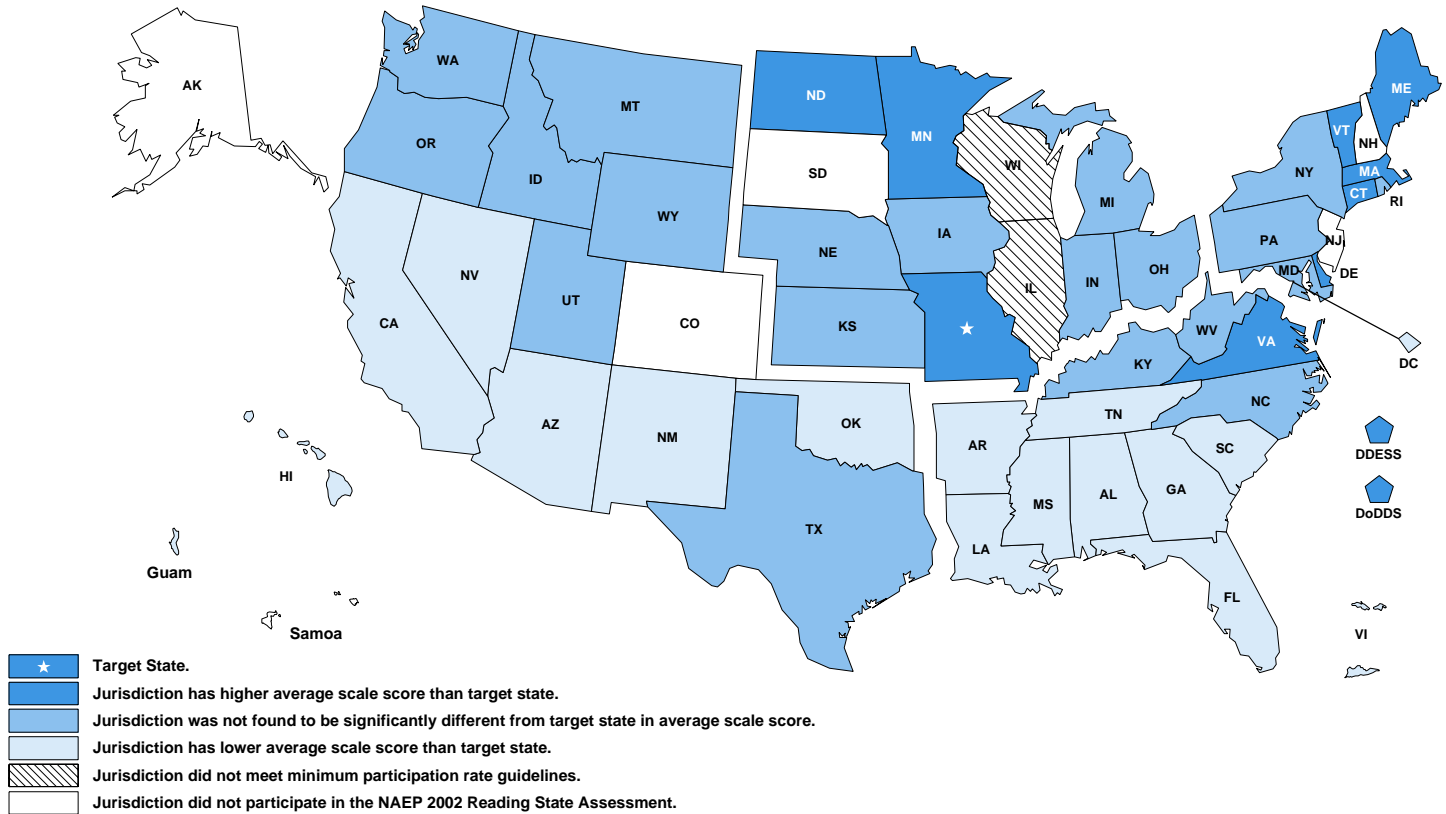 AK
WA
OR
MT
ID
WY
CA
NV
UT
AZ
NM
CO
ND
SD
MN
NE
KS
IA
WI
IL
MI
IN
OH
KY
WV
PA
NY
VT
ME
NH
MA
CT
RI
NJ
DE
MD
DC
VA
NC
TN
SC
OK
AR
TX
LA
MS
AL
GA
FL
HI
Guam
Samoa
DDESS
DoDDS
VI
Target State.
Jurisdiction has higher average scale score than target state.
Jurisdiction was not found to be significantly different from target state in average scale score.
Jurisdiction has lower average scale score than target state.
Jurisdiction did not meet minimum participation rate guidelines.
Jurisdiction did not participate in the NAEP 2002 Reading State Assessment.